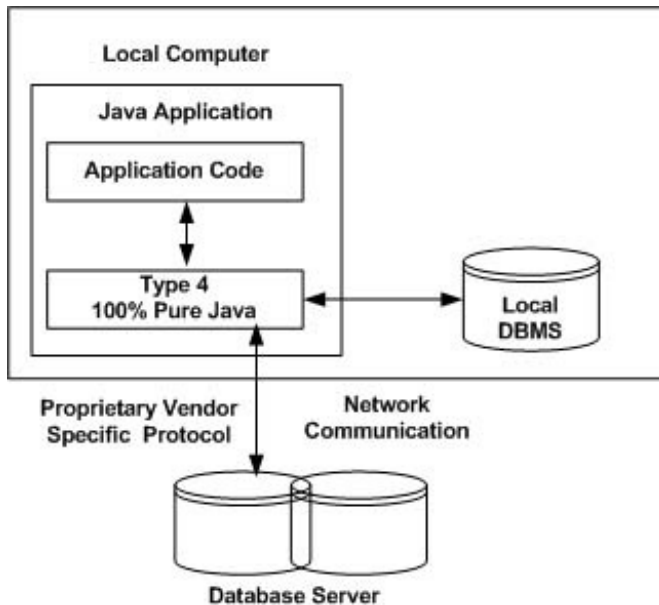 Local Computer
Java Application
Application Code
Type 4
100% Pure Java
Local
DBMS
Proprietary Vendor
Specific Protocol
Network
Communication
Database Server